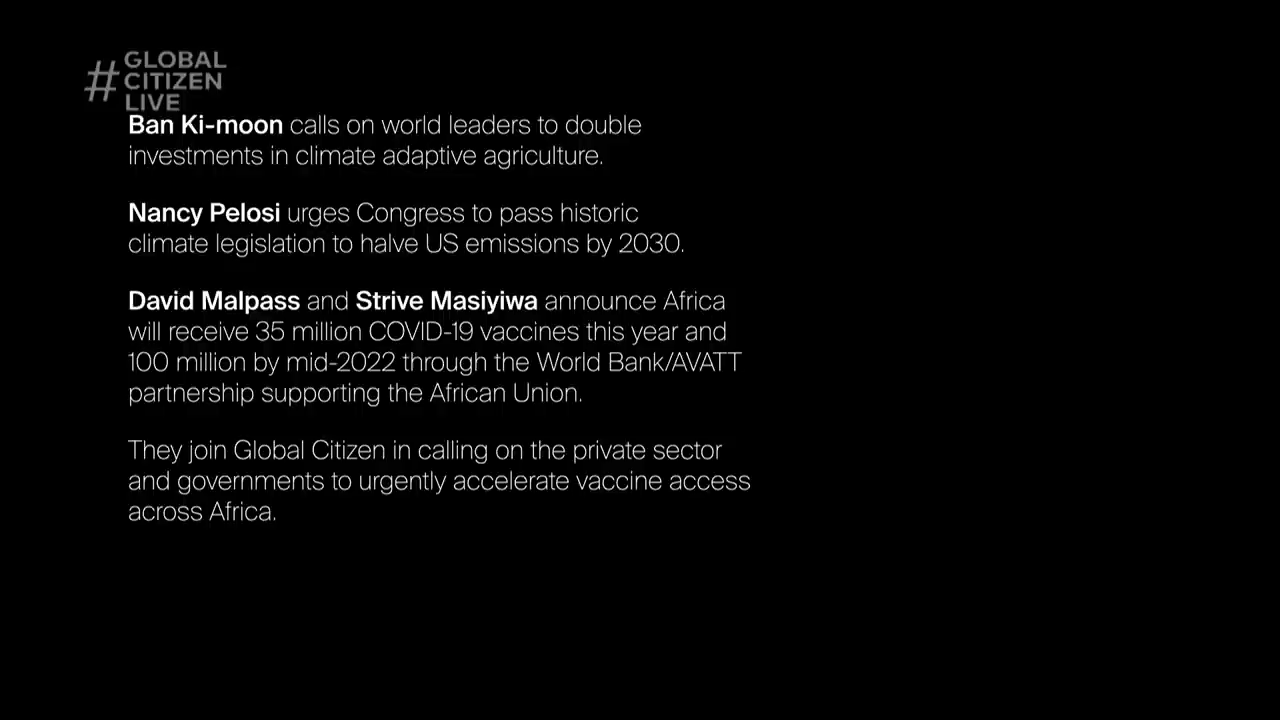 #
GLOBAL
CITIZEN
LIVE
Ban Ki-moon calls on world leaders to double
investments in climate adaptive agriculture.
Nancy Pelosi urges Congress to pass historic
climate legislation to halve US emissions by 2030.
David Malpass and Strive Masiyiwa announce Africa
will receive 35 million COVID-19 vaccines this year and
100 million by mid-2022 through the World Bank/AVATT
partnership supporting the African Union.
They join Global Citizen in calling on the private sector
and governments to urgently accelerate vaccine access
across Africa.